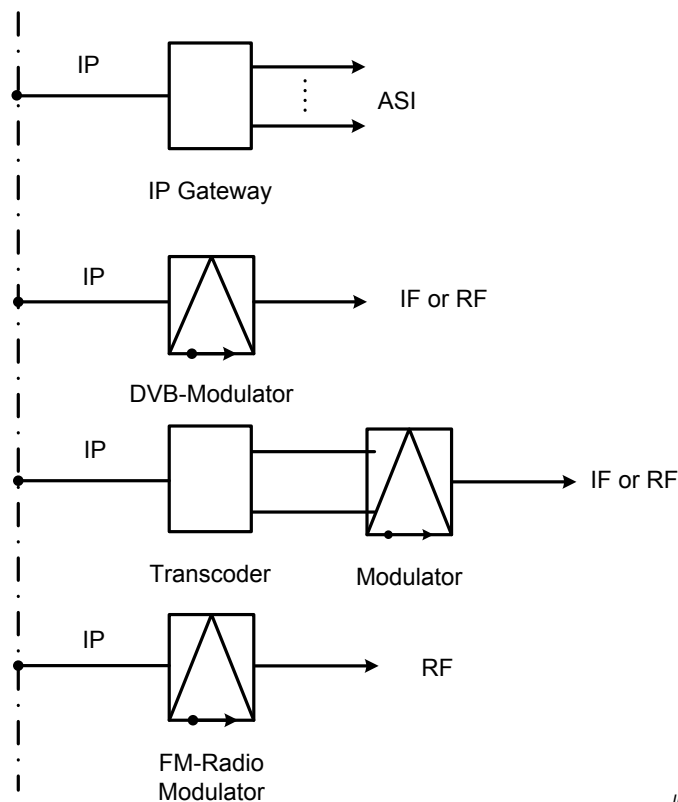 IP
ASI
IP Gateway
IP
IF or RF
DVB-Modulator
IP
IF or RF
Transcoder
Modulator
IP
RF
FM-Radio
Modulator